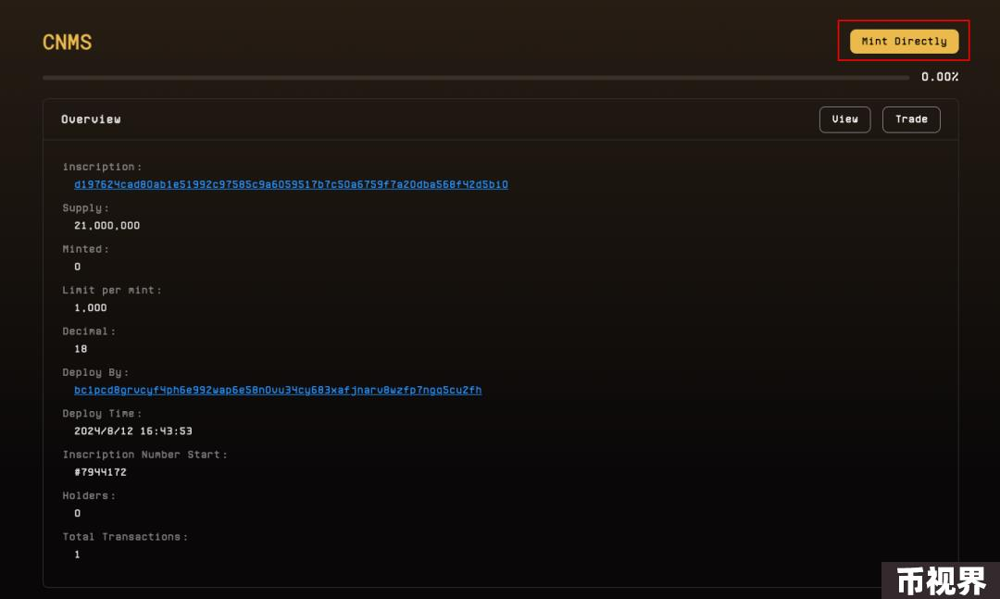 CNMS
Mint Directly
0.00%
Overview
View
Trade
inscription:
d197624cad80ab1e51992c97585c9a6059517b7c50a6759f7a20dba568f42d5bi0
Supply:
21,000,000
Minted:
0
Limit per mint:
1,000
Decimal:
18
Deploy By:
bc1pcd8grvcyf4ph6e992wap6e58n0vu34cy683xafjnarv8wzfp7ngq5cu2fh
Deploy Time:
2024/8/12 16:43:53
Inscription Number Start:
#7944172
Holders:
0
Total Transactions:
1
币视界